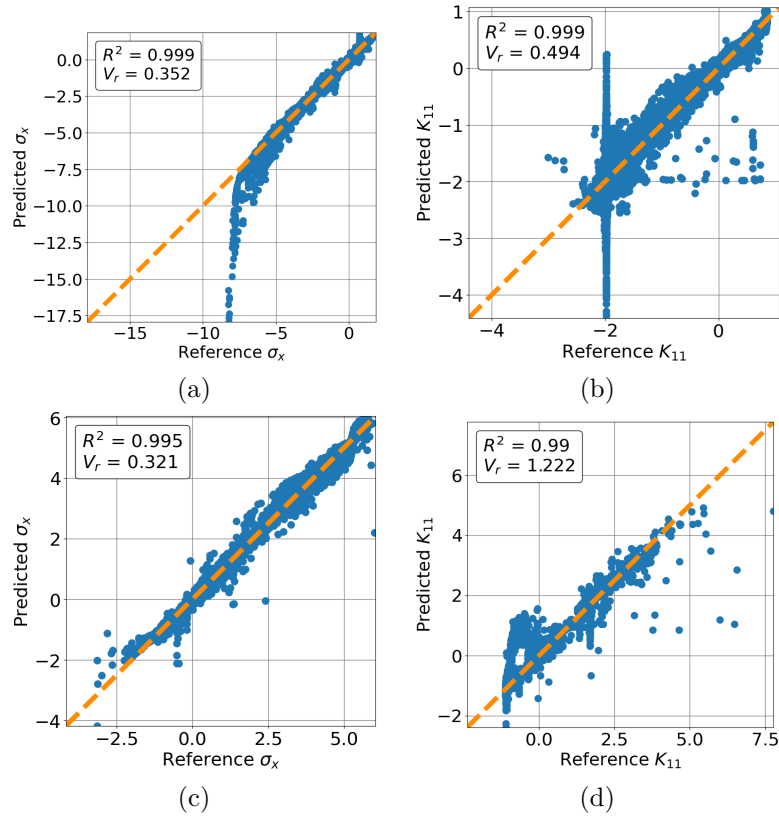 R² = 0.999
Vᵣ = 0.352
0.0
−2.5
−5.0
−7.5
−10.0
−12.5
−15.0
−17.5
Predicted σₓ
−15
−10
−5
0
Reference σₓ
(a)
R² = 0.999
Vᵣ = 0.494
1
0
−1
−2
−3
−4
Predicted K₁₁
−4
−2
0
Reference K₁₁
(b)
R² = 0.995
Vᵣ = 0.321
6
4
2
0
−2
−4
Predicted σₓ
−2.5
0.0
2.5
5.0
Reference σₓ
(c)
R² = 0.99
Vᵣ = 1.222
6
4
2
0
−2
Predicted K₁₁
0.0
2.5
5.0
7.5
Reference K₁₁
(d)